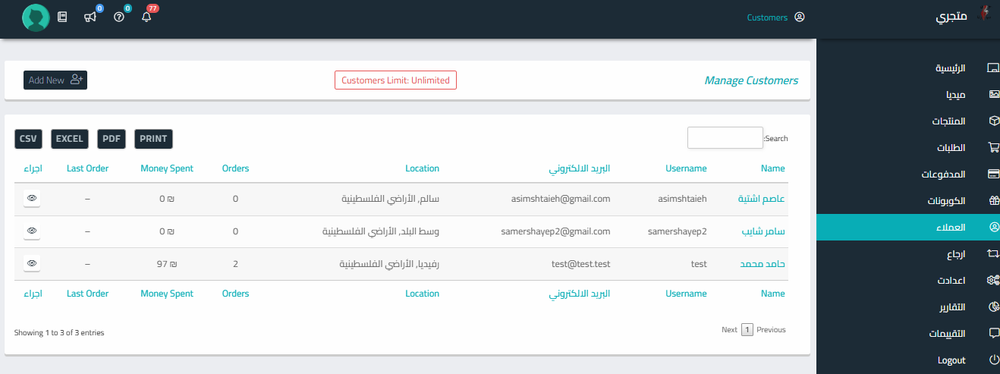 متجري
Customers
0
0
77
الرئيسية
ميديا
المنتجات
الطلبات
المدفوعات
الكوبونات
العملاء
ارجاع
اعدادت
التقارير
التقييمات
Logout
Manage Customers
Customers Limit: Unlimited
Add New
CSV EXCEL PDF PRINT
Search:
Name Username البريد الالكتروني Location Orders Money Spent Last Order اجراء
عاصم اشتية asimshtaieh asimshtaieh@gmail.com سالم, الأراضي الفلسطينية 0 0 ₪ –
سامر شايب samershayep2 samershayep2@gmail.com وسط البلد, الأراضي الفلسطينية 0 0 ₪ –
حامد محمد test test@test.test رفيديا, الأراضي الفلسطينية 2 97 ₪ –
Name Username البريد الالكتروني Location Orders Money Spent Last Order اجراء
Showing 1 to 3 of 3 entries
Next 1 Previous